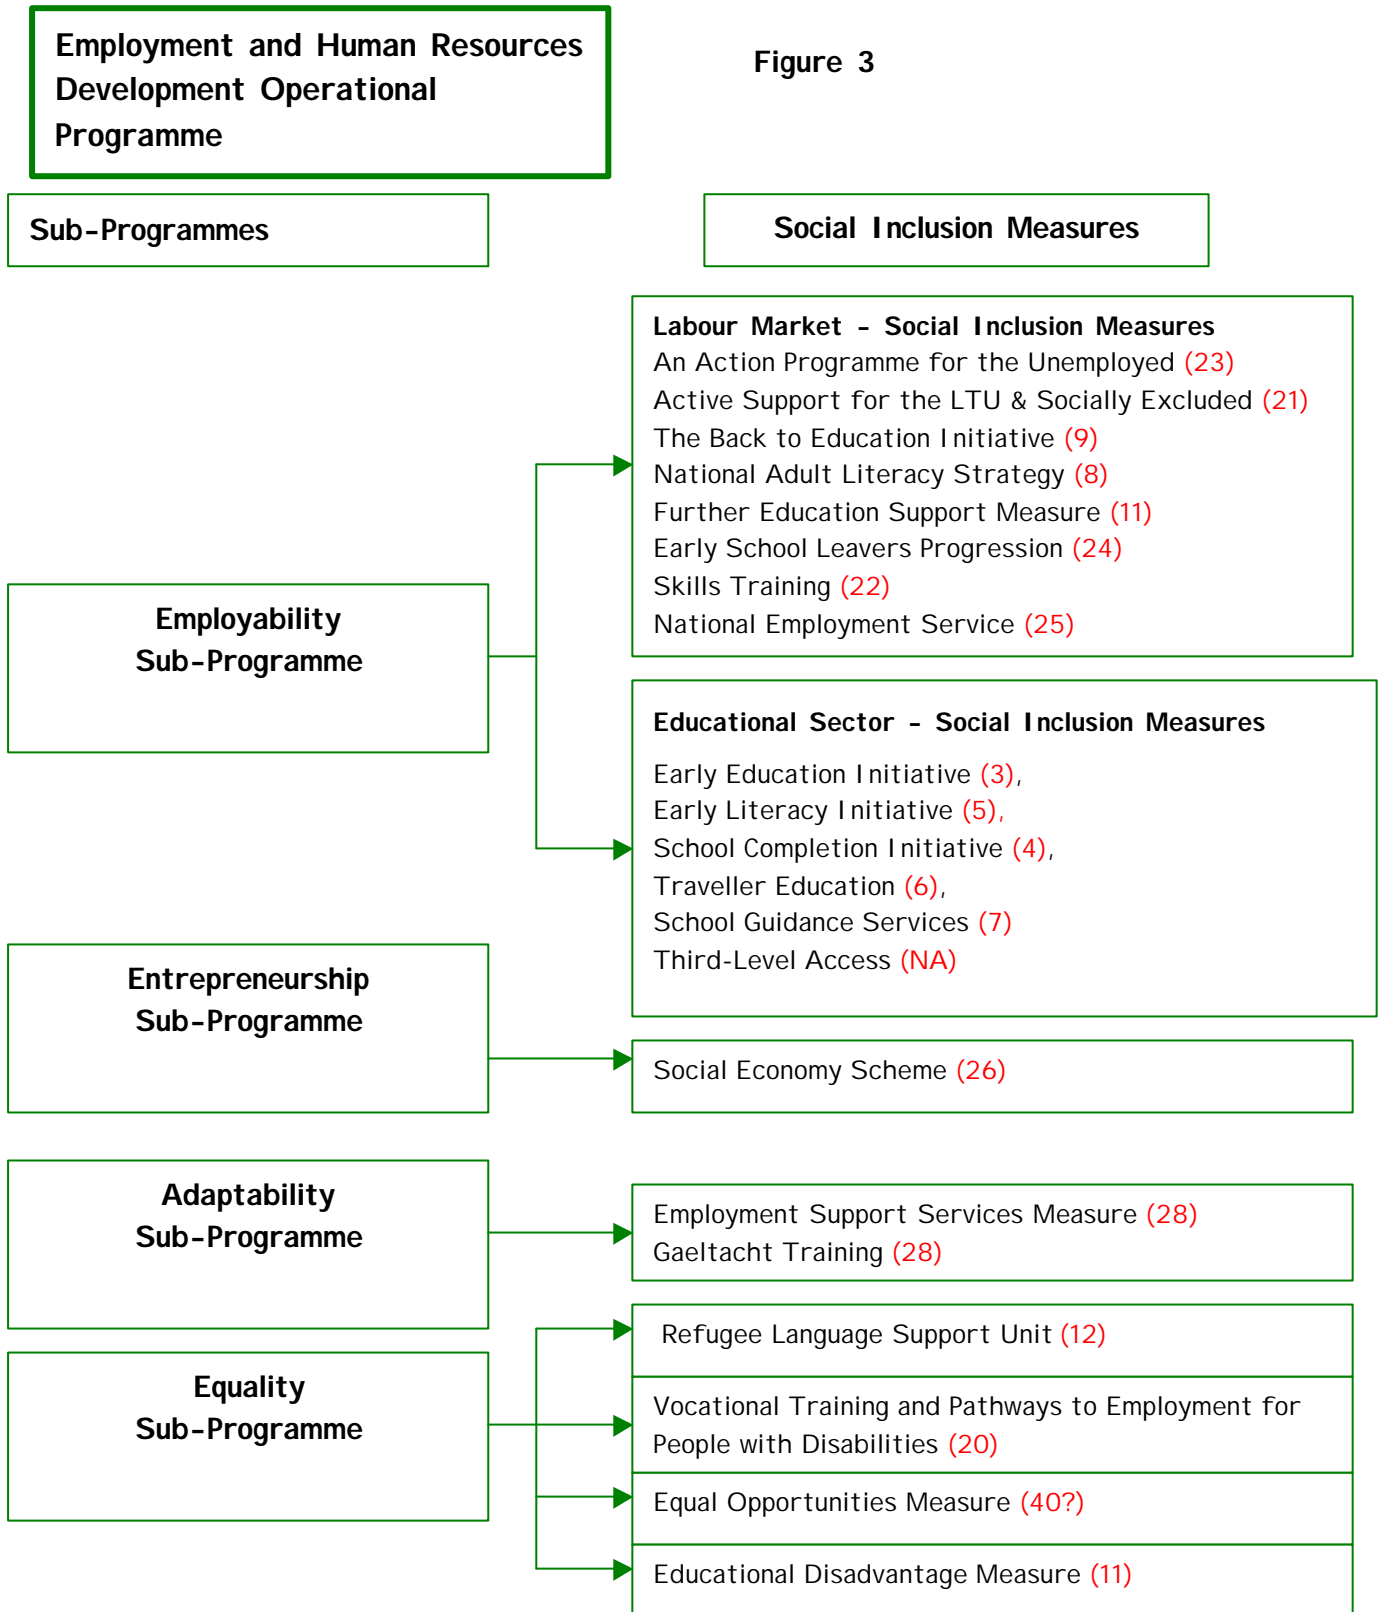 Employment and Human Resources
Development Operational
Programme
Figure 3
Sub-Programmes
Social Inclusion Measures
Labour Market - Social Inclusion Measures
An Action Programme for the Unemployed (23)
Active Support for the LTU & Socially Excluded (21)
The Back to Education Initiative (9)
National Adult Literacy Strategy (8)
Further Education Support Measure (11)
Early School Leavers Progression (24)
Skills Training (22)
National Employment Service (25)
Employability
Sub-Programme
Educational Sector - Social Inclusion Measures
Early Education Initiative (3),
Early Literacy Initiative (5),
School Completion Initiative (4),
Traveller Education (6),
School Guidance Services (7)
Third-Level Access (NA)
Entrepreneurship
Sub-Programme
Social Economy Scheme (26)
Adaptability
Sub-Programme
Employment Support Services Measure (28)
Gaeltacht Training (28)
Equality
Sub-Programme
Refugee Language Support Unit (12)
Vocational Training and Pathways to Employment for
People with Disabilities (20)
Equal Opportunities Measure (40?)
Educational Disadvantage Measure (11)